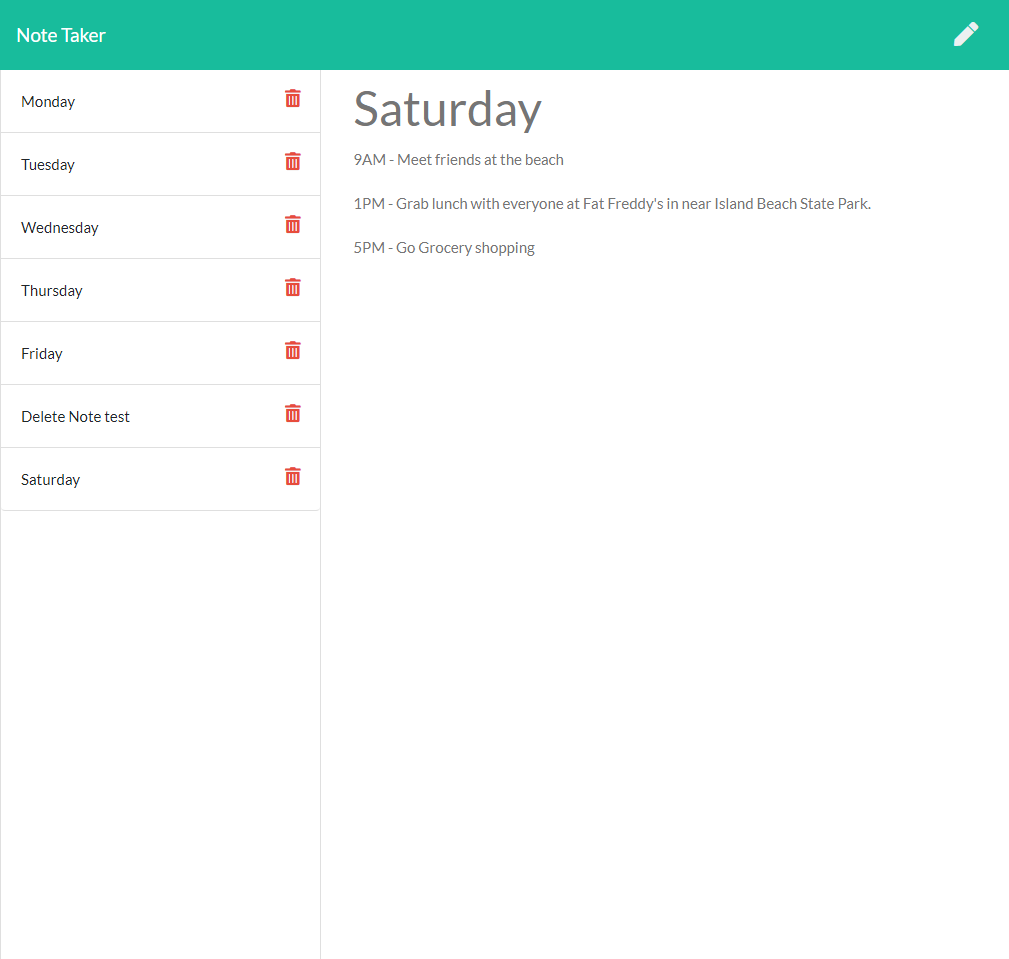 Note Taker
Monday
Tuesday
Wednesday
Thursday
Friday
Delete Note test
Saturday
Saturday
9AM - Meet friends at the beach
1PM - Grab lunch with everyone at Fat Freddy's in near Island Beach State Park.
5PM - Go Grocery shopping